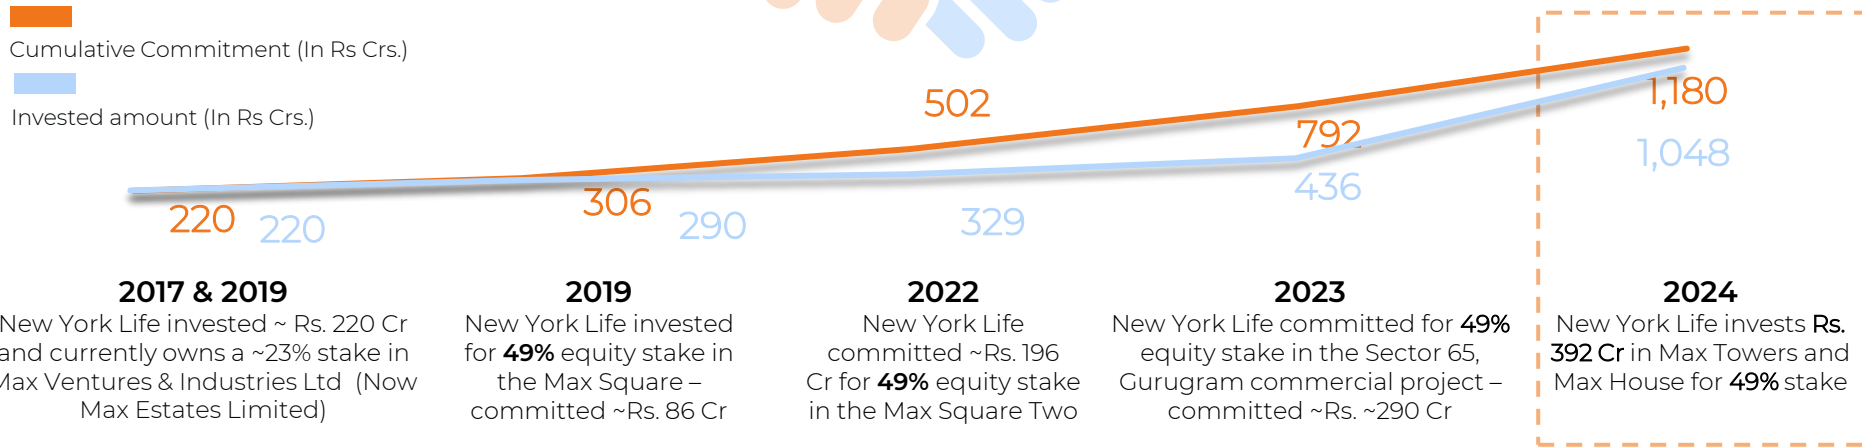 Cumulative Commitment (In Rs Crs.)
Invested amount (In Rs Crs.)
220
220
306
290
502
329
792
436
1,180
1,048
2017 & 2019
New York Life invested ~ Rs. 220 Cr
and currently owns a ~23% stake in
Max Ventures & Industries Ltd (Now
Max Estates Limited)
2019
New York Life invested
for 49% equity stake in
the Max Square –
committed ~Rs. 86 Cr
2022
New York Life
committed ~Rs. 196
Cr for 49% equity stake
in the Max Square Two
2023
New York Life committed for 49%
equity stake in the Sector 65,
Gurugram commercial project –
committed ~Rs. ~290 Cr
2024
New York Life invests Rs.
392 Cr in Max Towers and
Max House for 49% stake